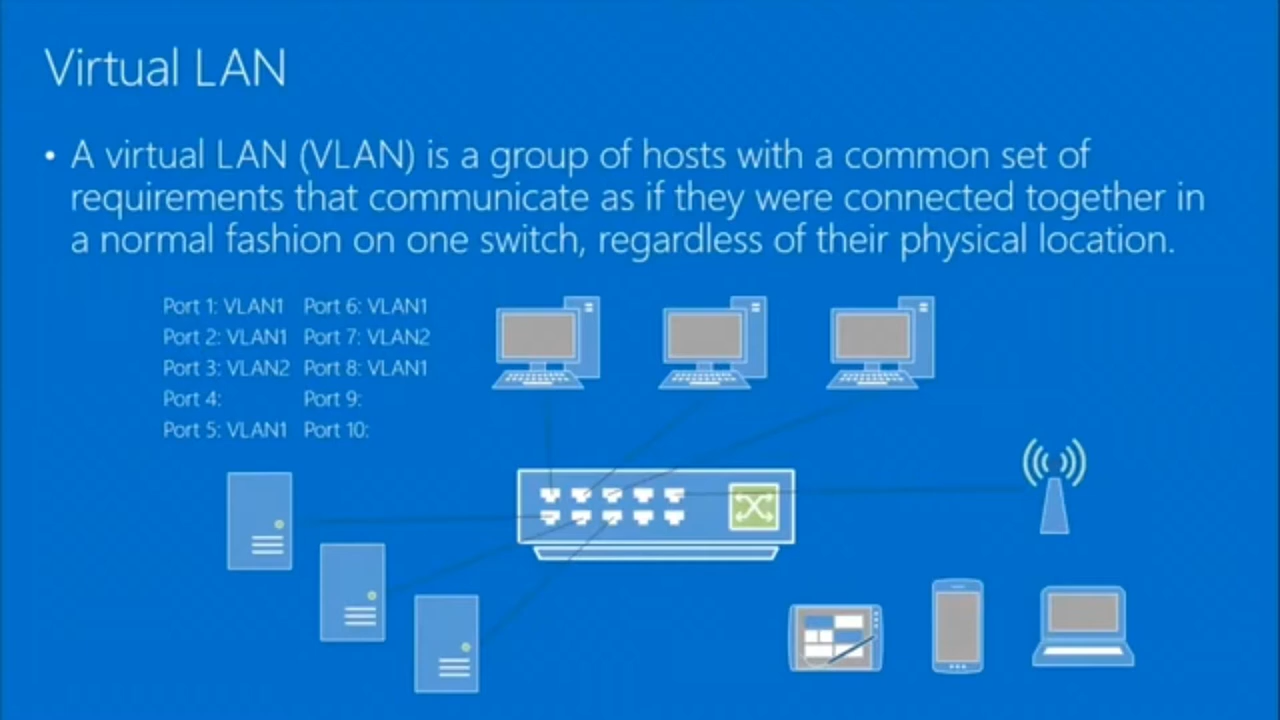 Virtual LAN
• A virtual LAN (VLAN) is a group of hosts with a common set of
requirements that communicate as if they were connected together in
a normal fashion on one switch, regardless of their physical location.
Port 1: VLAN1 Port 6: VLAN1
Port 2: VLAN1 Port 7: VLAN2
Port 3: VLAN2 Port 8: VLAN1
Port 4: Port 9:
Port 5: VLAN1 Port 10: